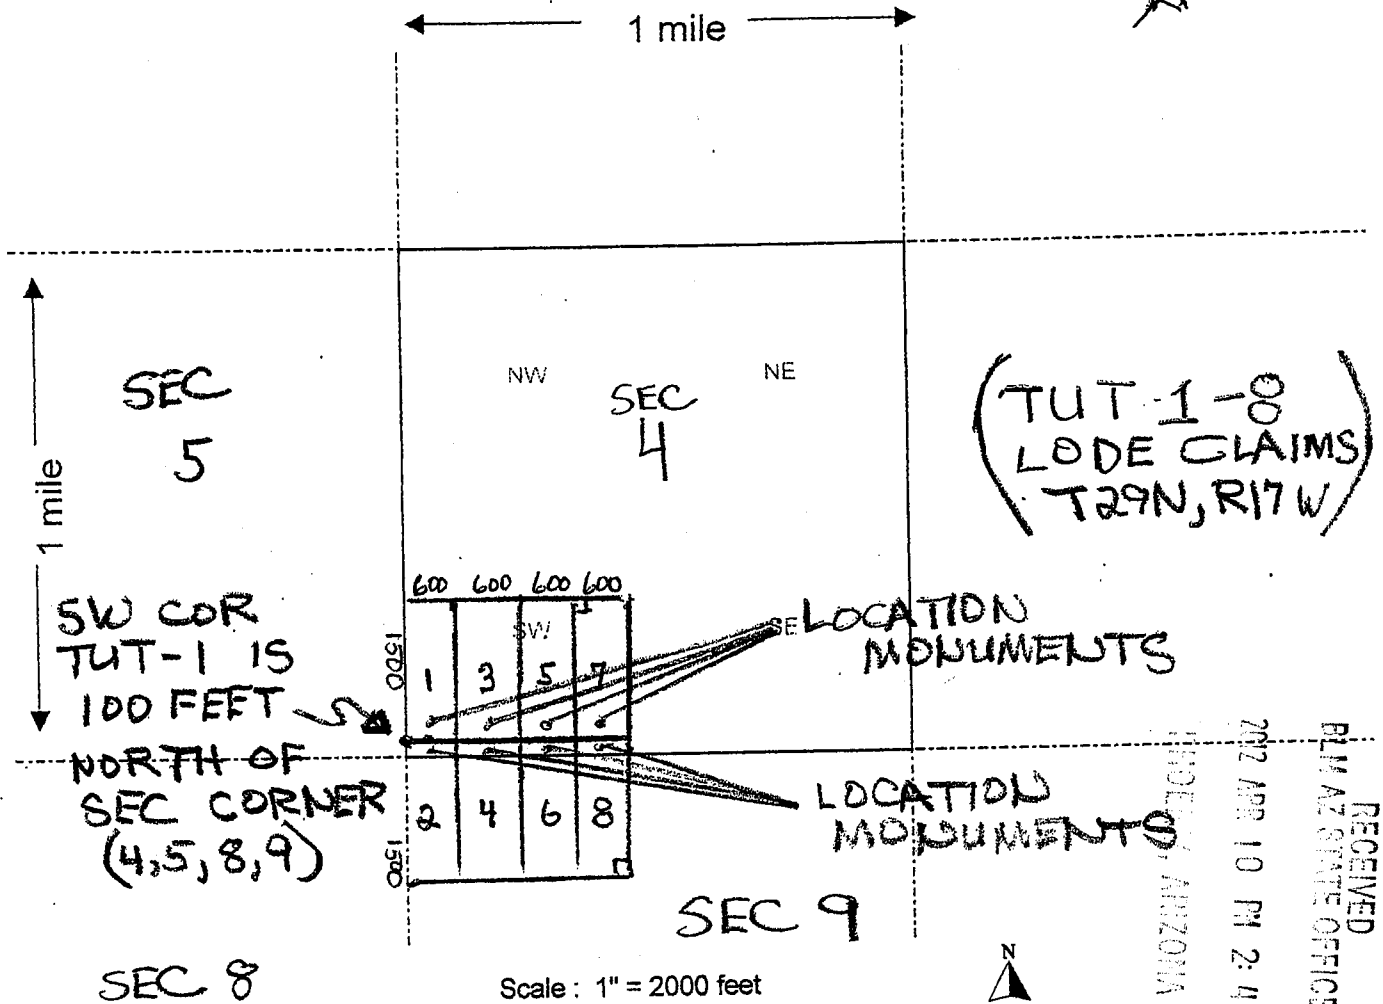 1 mile
1 mile
SEC
5
NW
NE
SEC
4
(TUT 1-8
LODE CLAIMS
T29N, R17W)
SW COR
TUT-1 IS
100 FEET
NORTH OF
SEC CORNER
(4,5,8,9)
600 600 600 600
SW
SE
1500
1 3 5 7
LOCATION
MONUMENTS
2 4 6 8
1500
LOCATION
MONUMENTS
SEC 9
SEC 8
Scale : 1" = 2000 feet
N
RECEIVED
BLM AZ STATE OFFICE
2012 APR 10 PM 2: 4
ARIZONA